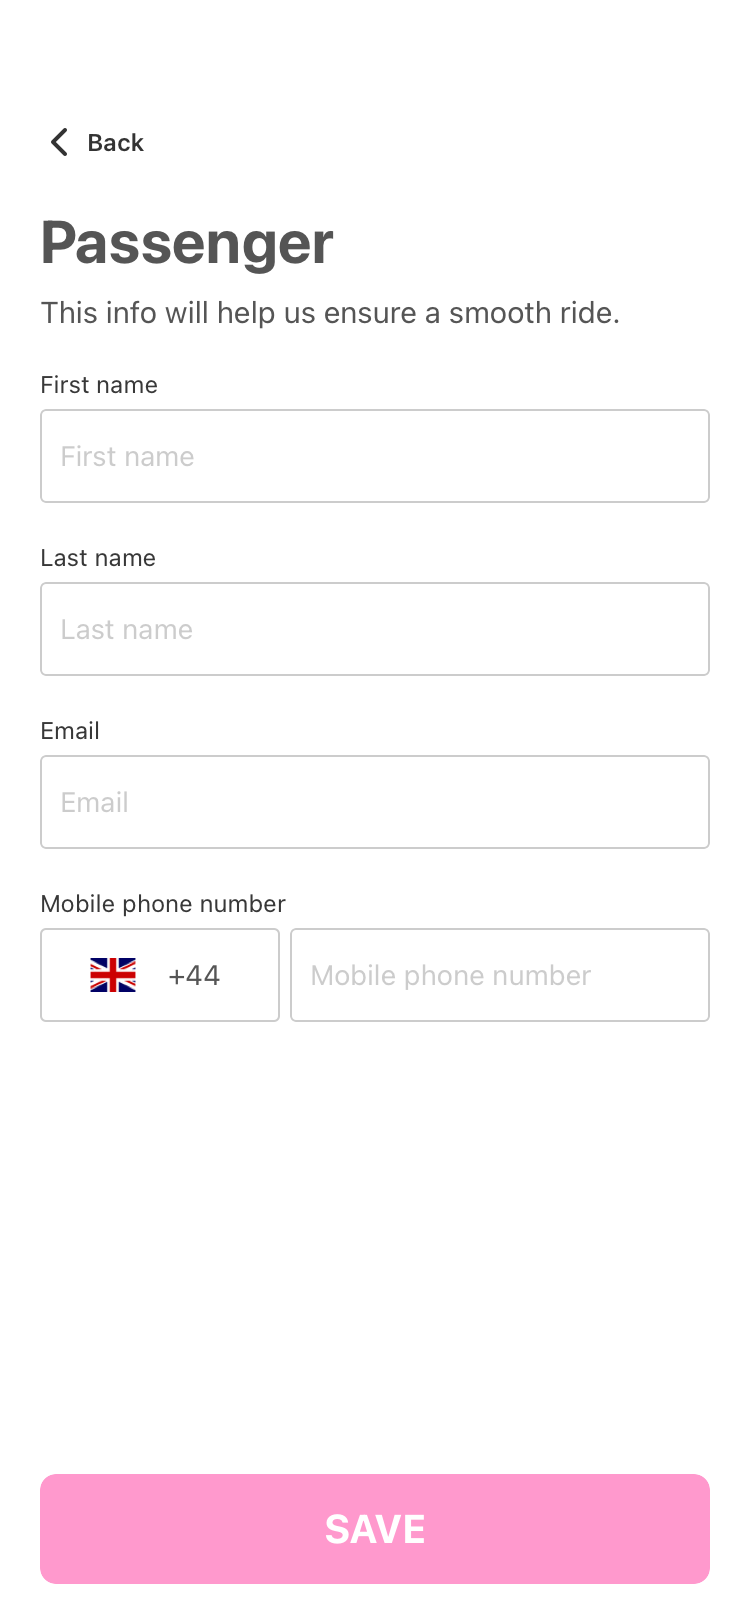 Back
Passenger
This info will help us ensure a smooth ride.
First name
First name
Last name
Last name
Email
Email
Mobile phone number
+44 Mobile phone number
SAVE